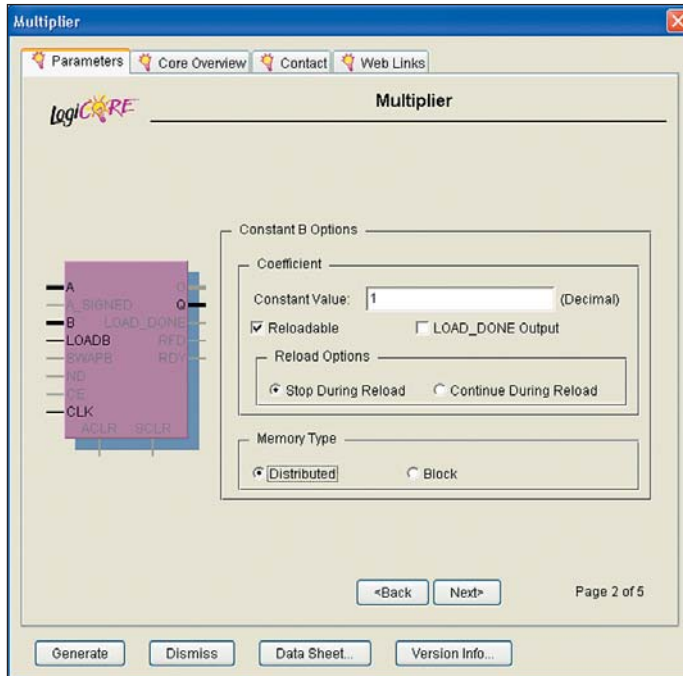 Multiplier
Parameters
Core Overview
Contact
Web Links
LogiCORE
Multiplier
Constant B Options
Coefficient
Constant Value: 1 (Decimal)
Reloadable
LOAD_DONE Output
Reload Options
Stop During Reload
Continue During Reload
Memory Type
Distributed
Block
A
O
A_SIGNED
Q
B
LOAD_DONE
LOADB
RFD
SWAPB
RDY
ND
CE
CLK
ACLR
SCLR
<Back
Next>
Page 2 of 5
Generate
Dismiss
Data Sheet...
Version Info...